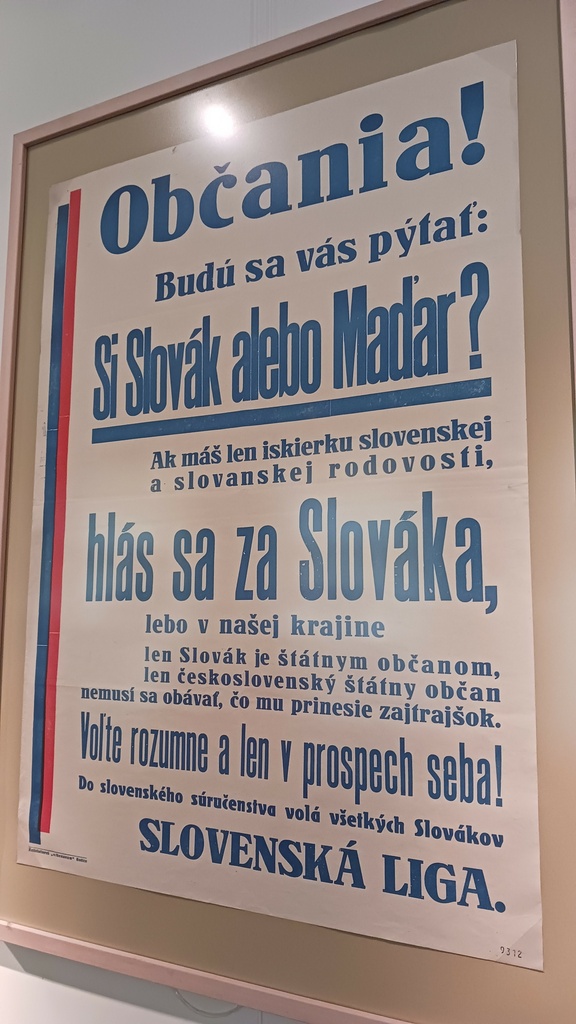 Občania!
Budú sa vás pýtať:
Si Slovák alebo Maďar?
Ak máš len iskierku slovenskej
a slovanskej rodovosti,
hlás sa za Slováka,
lebo v našej krajine
len Slovák je štátnym občanom,
len československý štátny občan
nemusí sa obávať, čo mu prinesie zajtrajšok.
Voľte rozumne a len v prospech seba!
Do slovenského súručenstva volá všetkých Slovákov
SLOVENSKÁ LIGA.
9372